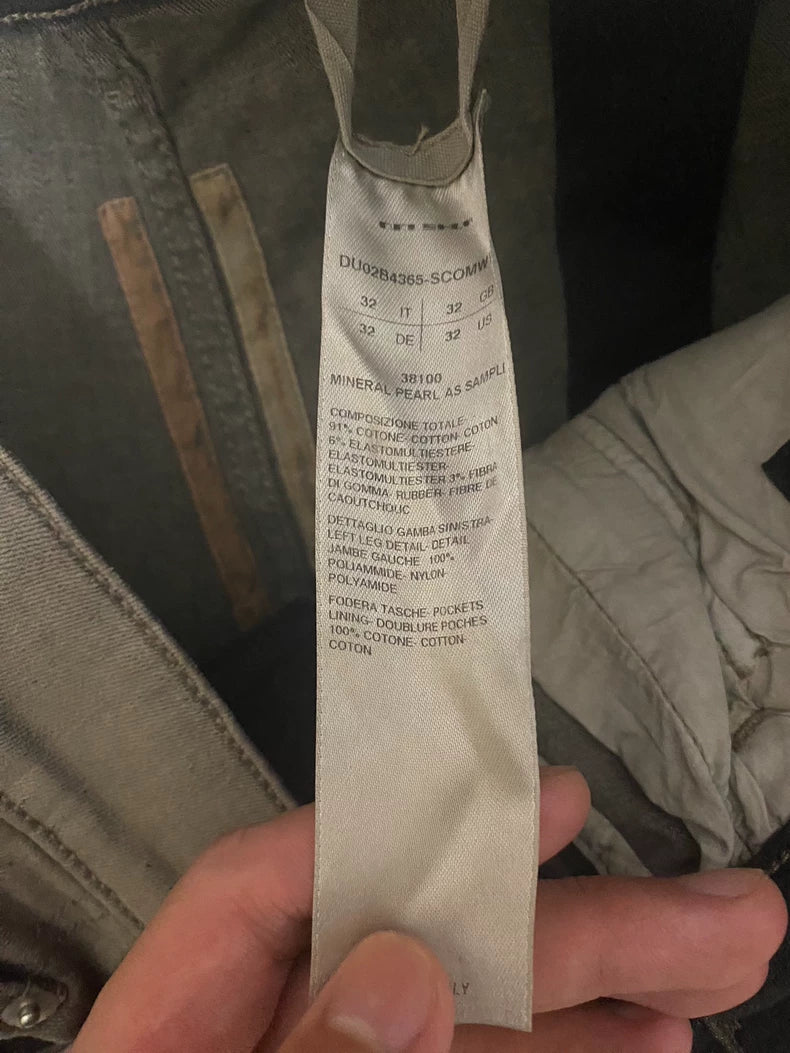 DU02B4365-SCOMW
32 IT 32 GB
32 DE 32 US
38100
MINERAL PEARL AS SAMPLI
COMPOSIZIONE TOTALE-
91% COTONE- COTTON- COTON
6% ELASTOMULTIESTERE-
ELASTOMULTIESTER-
ELASTOMULTIESTER 3% FIBRA
DI GOMMA- RUBBER- FIBRE DE
CAOUTCHOUC
DETTAGLIO GAMBA SINISTRA-
LEFT LEG DETAIL- DETAIL
JAMBE GAUCHE 100%
POLIAMMIDE- NYLON-
POLYAMIDE
FODERA TASCHE- POCKETS
LINING- DOUBLURE POCHES
100% COTONE- COTTON-
COTON